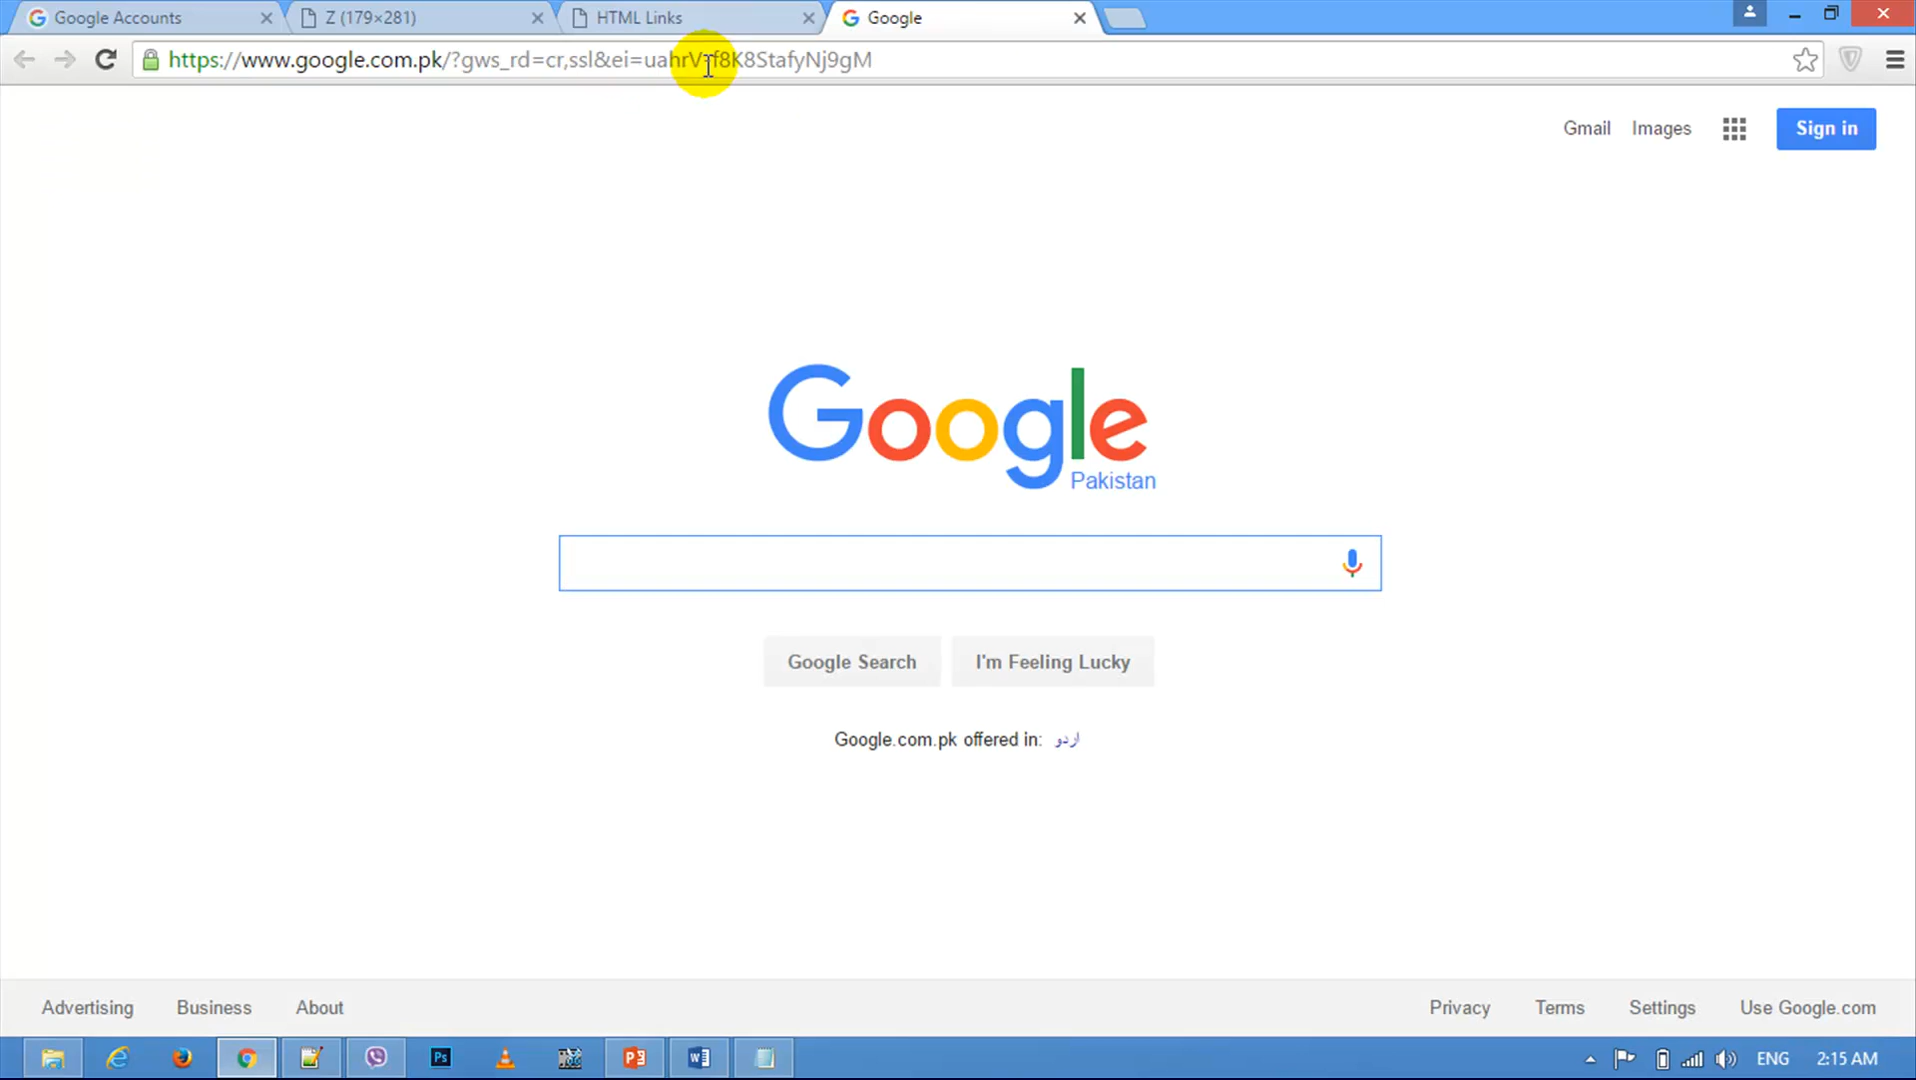 Google Accounts
Z (179×281)
HTML Links
Google
https://www.google.com.pk/?gws_rd=cr,ssl&ei=uahrVrf8K8StafyNj9gM
Gmail
Images
Sign in
Google
Pakistan
Google Search
I'm Feeling Lucky
Google.com.pk offered in: اردو
Advertising
Business
About
Privacy
Terms
Settings
Use Google.com
Ps
ENG
2:15 AM